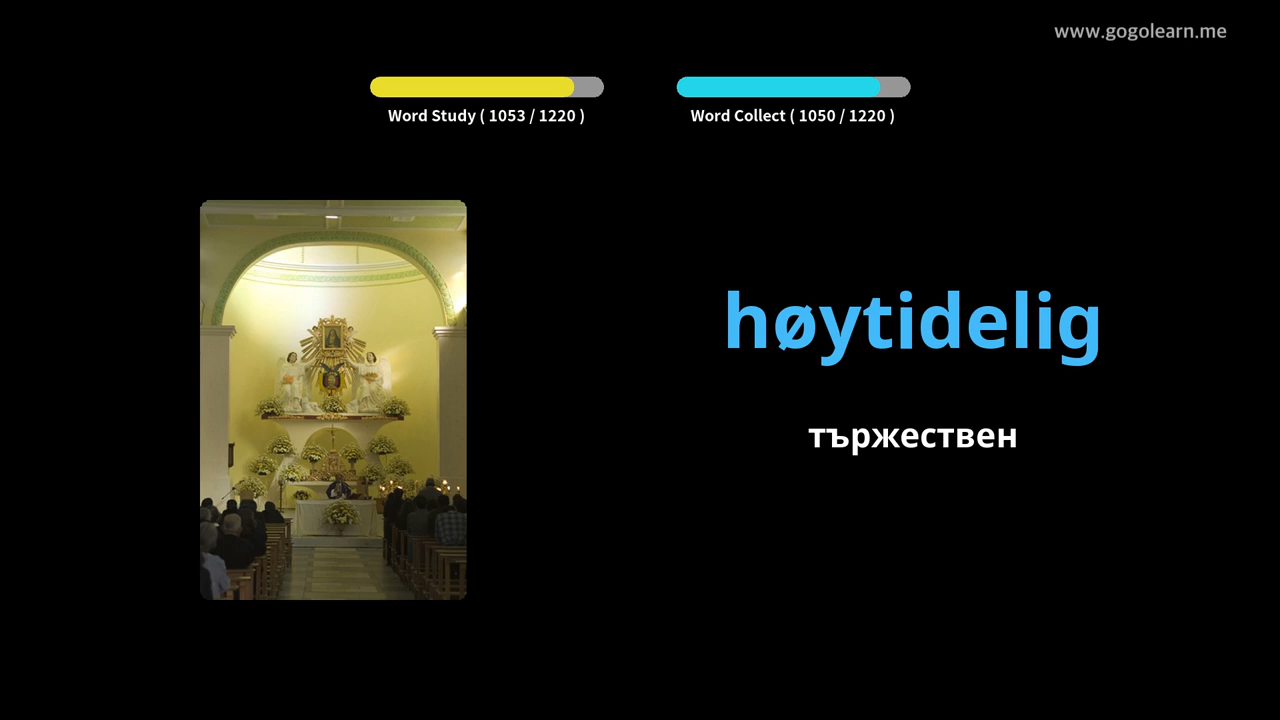 www.gogolearn.me
Word Study ( 1053 / 1220 )
Word Collect ( 1050 / 1220 )
høytidelig
тържествен